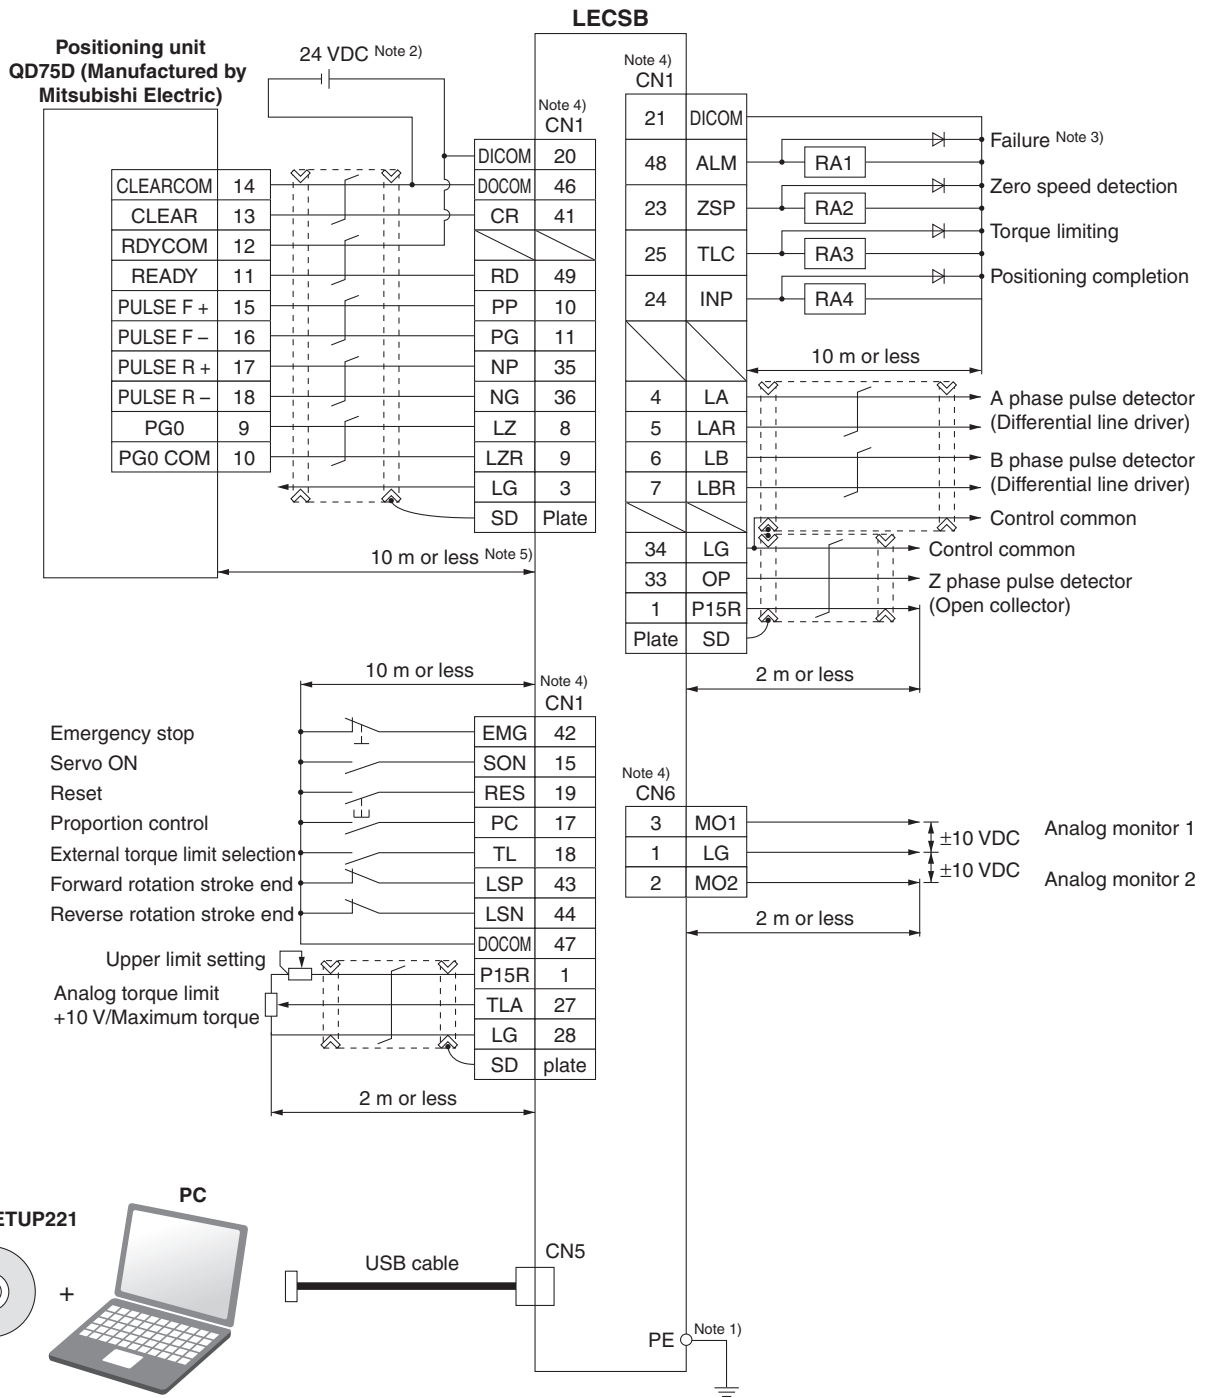 LECSB
Positioning unit
QD75D (Manufactured by
Mitsubishi Electric)
24 VDC Note 2)
Note 4)
CN1
DICOM 20
CLEARCOM 14 DOCOM 46
CLEAR 13 CR 41
RDYCOM 12
READY 11 RD 49
PULSE F + 15 PP 10
PULSE F – 16 PG 11
PULSE R + 17 NP 35
PULSE R – 18 NG 36
PG0 9 LZ 8
PG0 COM 10 LZR 9
LG 3
SD Plate
10 m or less Note 5)
Note 4)
CN1
21 DICOM
48 ALM RA1 Failure Note 3)
23 ZSP RA2 Zero speed detection
25 TLC RA3 Torque limiting
24 INP RA4 Positioning completion
10 m or less
4 LA A phase pulse detector
5 LAR (Differential line driver)
6 LB B phase pulse detector
7 LBR (Differential line driver)
Control common
34 LG Control common
33 OP Z phase pulse detector
1 P15R (Open collector)
Plate SD
2 m or less
10 m or less
Note 4)
CN1
Emergency stop EMG 42
Servo ON SON 15
Reset RES 19
Proportion control PC 17
External torque limit selection TL 18
Forward rotation stroke end LSP 43
Reverse rotation stroke end LSN 44
DOCOM 47
Upper limit setting P15R 1
Analog torque limit TLA 27
+10 V/Maximum torque
LG 28
SD plate
2 m or less
Note 4)
CN6
3 MO1 Analog monitor 1
±10 VDC
1 LG
±10 VDC
2 MO2 Analog monitor 2
2 m or less
PC
ETUP221
+
USB cable
CN5
PE Note 1)